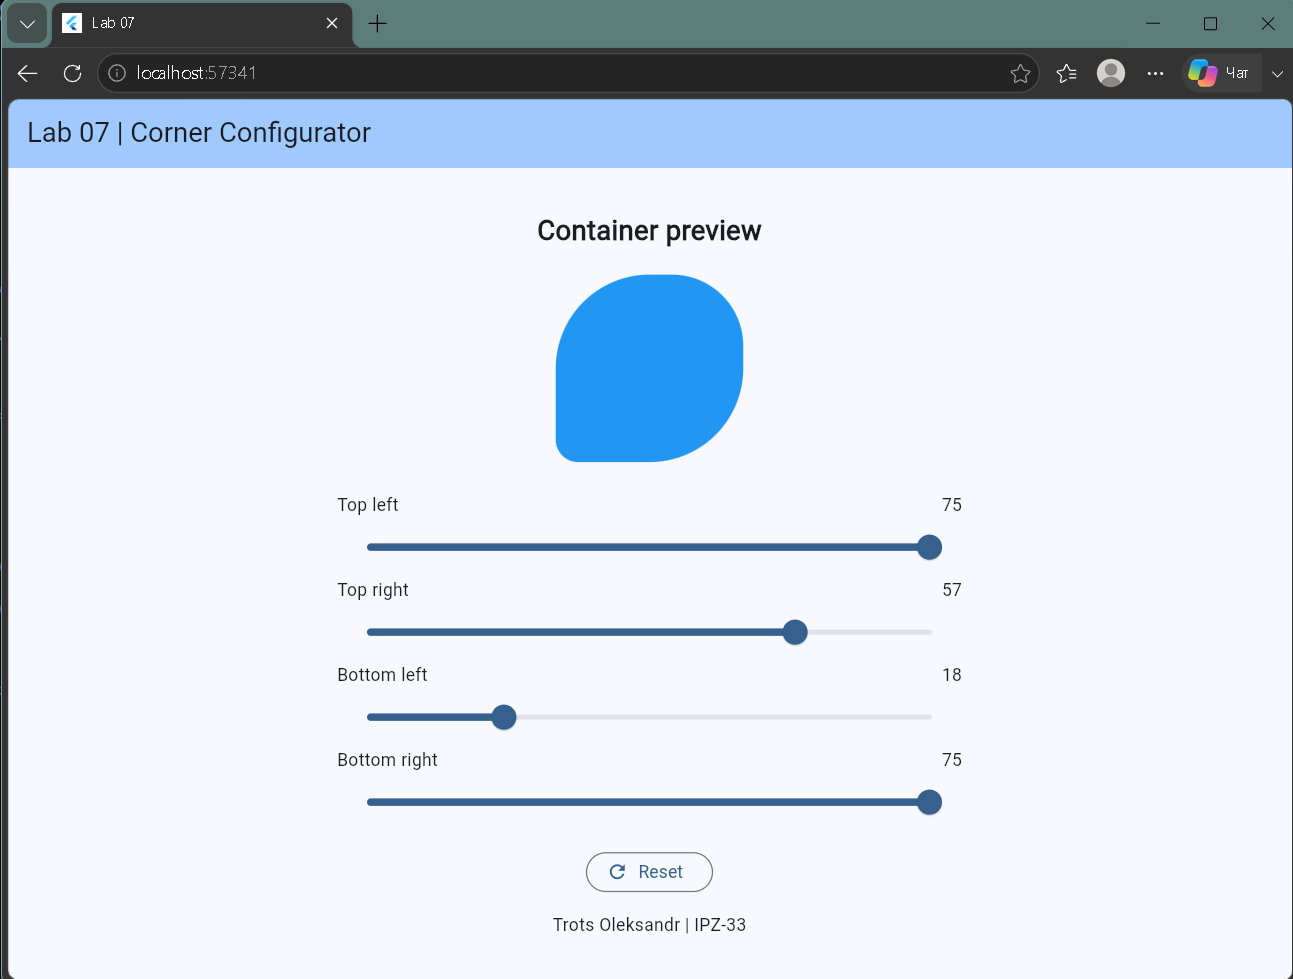 Lab 07
localhost:57341
Чат
Lab 07 | Corner Configurator
Container preview
Top left 75
Top right 57
Bottom left 18
Bottom right 75
Reset
Trots Oleksandr | IPZ-33